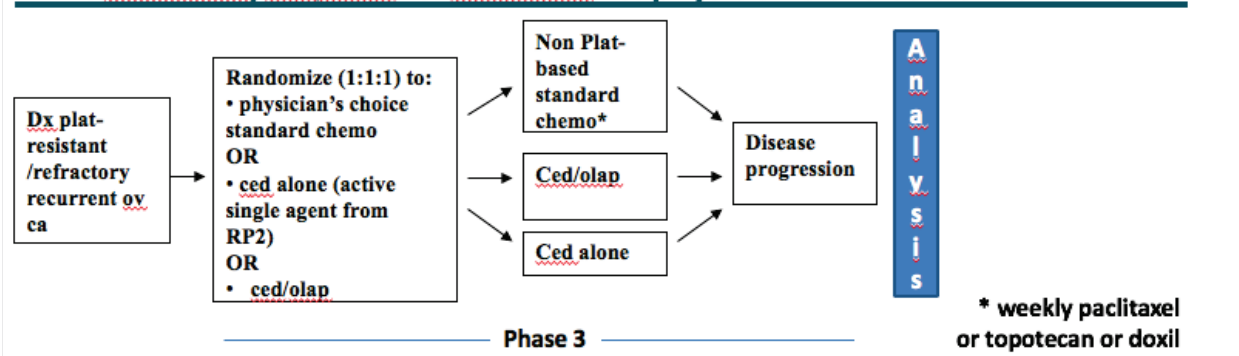 Dx plat-
resistant
/refractory
recurrent ov
ca
Randomize (1:1:1) to:
• physician's choice
standard chemo
OR
• ced alone (active
single agent from
RP2)
OR
• ced/olap
Non Plat-
based
standard
chemo*
Ced/olap
Ced alone
Disease
progression
A
n
a
l
y
s
i
s
* weekly paclitaxel
or topotecan or doxil
Phase 3